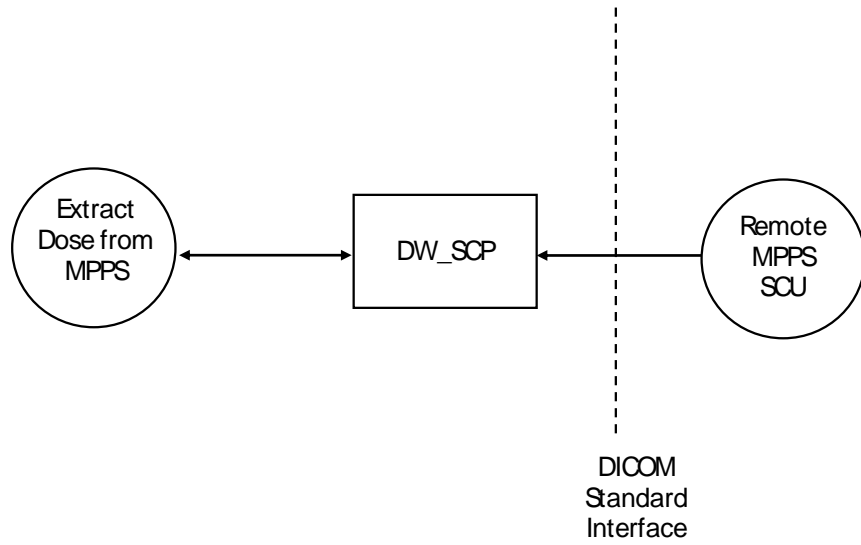 Extract
Dose from
MPPS
DW_SCP
Remote
MPPS
SCU
DICOM
Standard
Interface